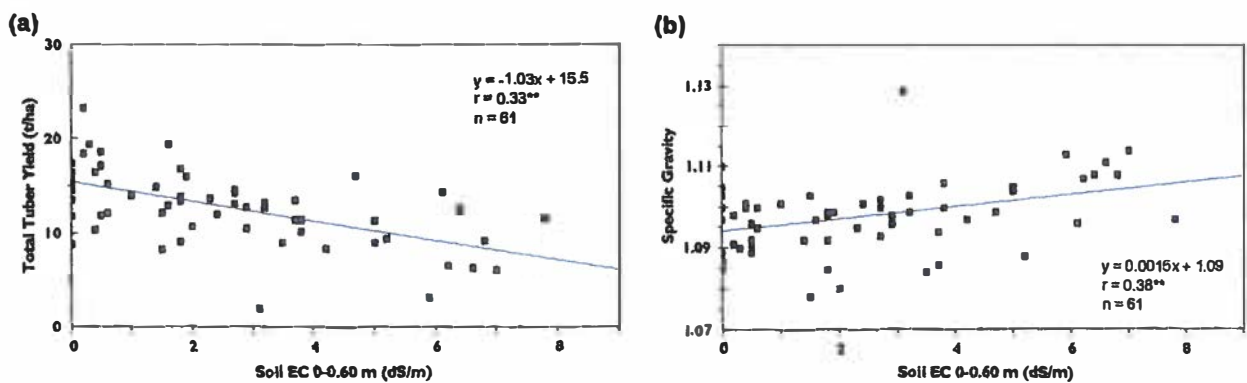 (a)
30
20
10
0
Total Tuber Yield (t/ha)
y = -1.03x + 15.5
r = 0.33**
n = 61
0 2 4 6 8
Soil EC 0-0.60 m (dS/m)
(b)
1.13
1.11
1.09
1.07
Specific Gravity
y = 0.0015x + 1.09
r = 0.38**
n = 61
0 2 4 6 8
Soil EC 0-0.60 m (dS/m)